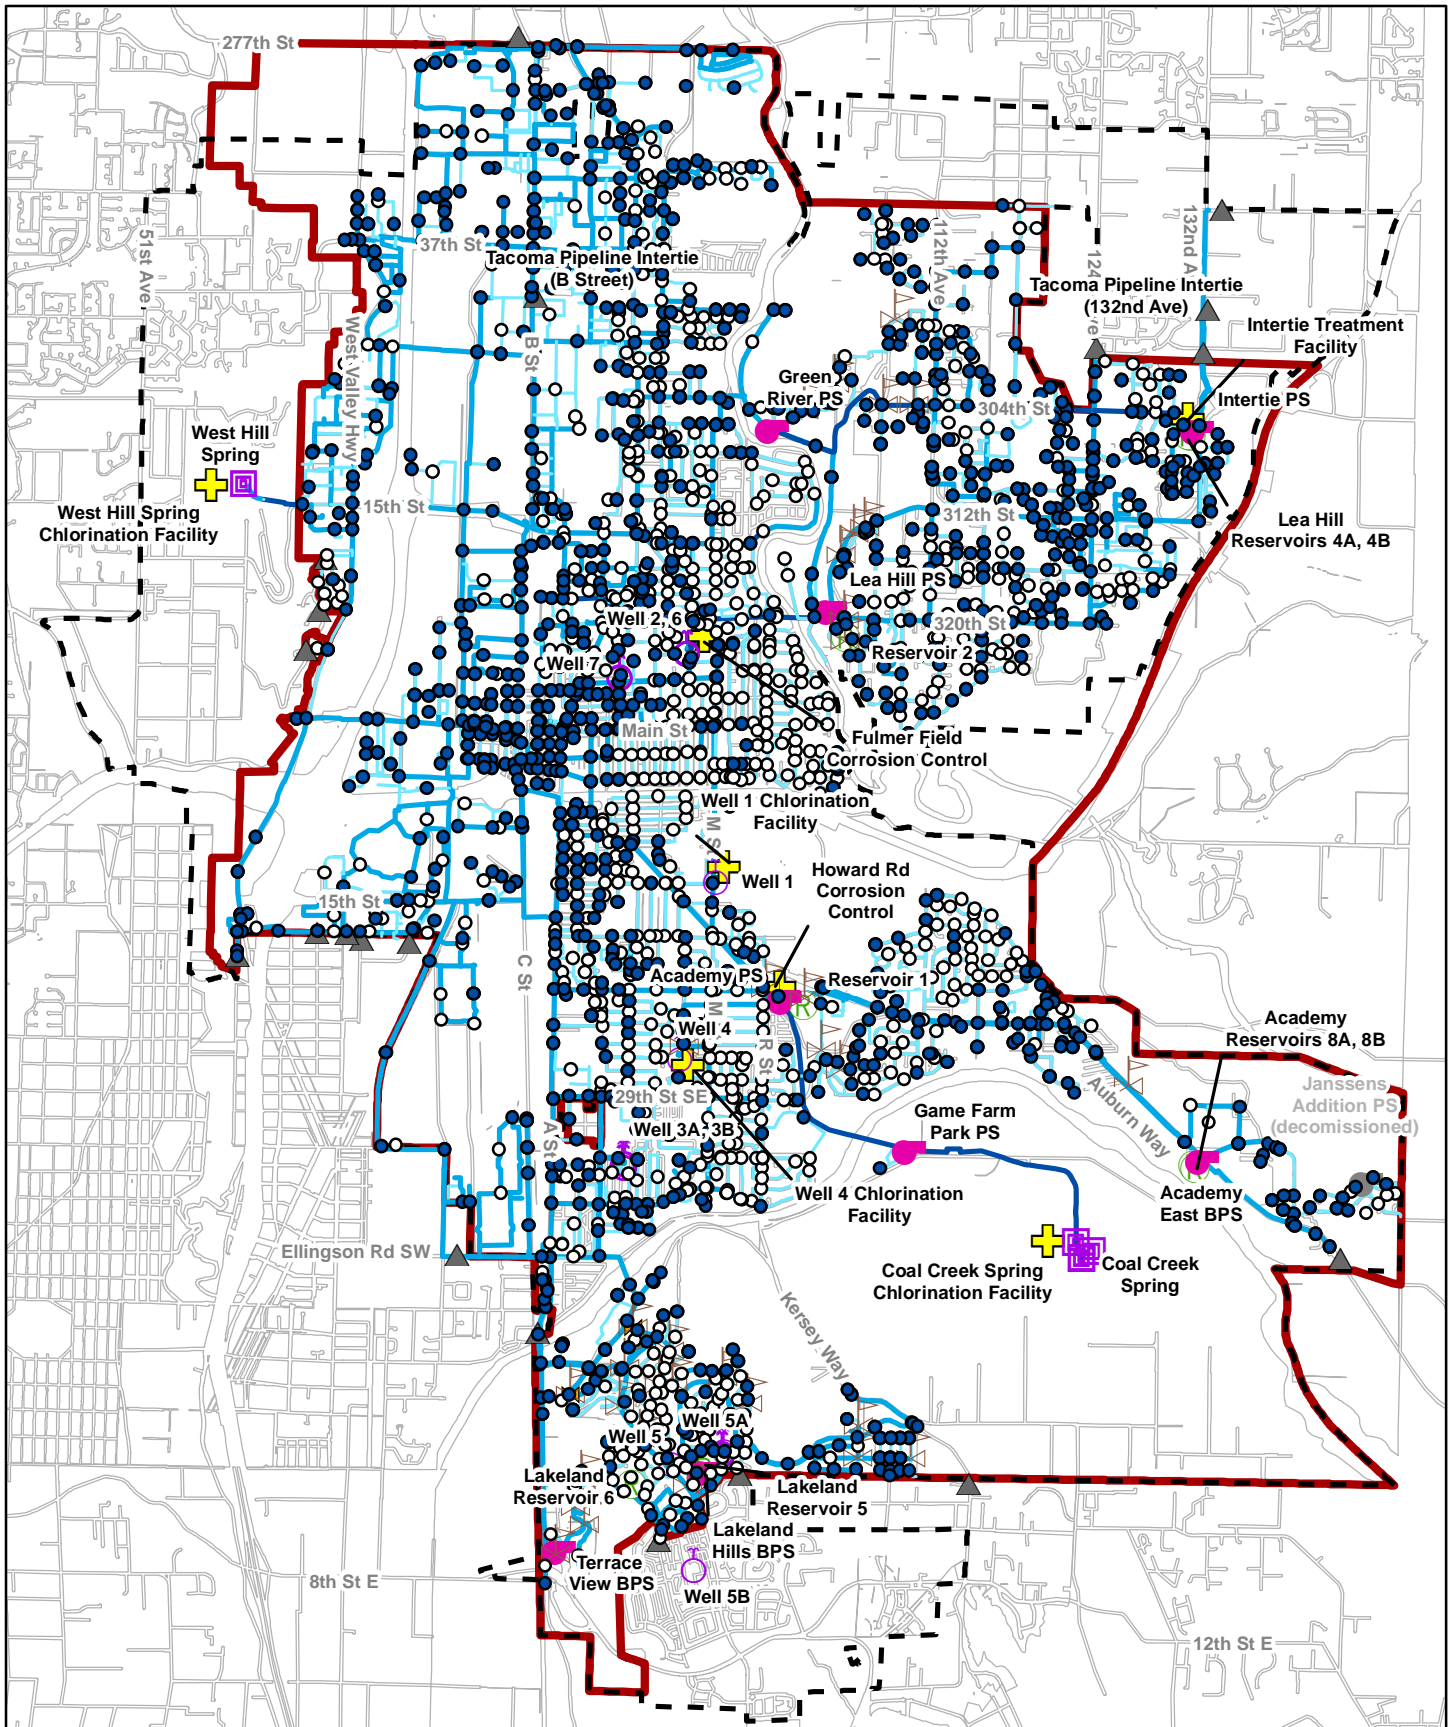 277th St
51st Ave
37th St
Tacoma Pipeline Intertie
(B Street)
112th Ave
132nd A
124
ve
Tacoma Pipeline Intertie
(132nd Ave)
Intertie Treatment
Facility
West Valley Hwy
B St
Green
River PS
304th St
Intertie PS
West Hill
Spring
West Hill Spring
Chlorination Facility
15th St
312th St
Lea Hill
Reservoirs 4A, 4B
Lea Hill PS
Well 2, 6
320th St
Reservoir 2
Well 7
Main St
Fulmer Field
Corrosion Control
Well 1 Chlorination
Facility
M St
Well 1
Howard Rd
Corrosion
Control
15th St
C St
Academy PS
Reservoir 1
M
Well 4
R St
Academy
Reservoirs 8A, 8B
Auburn Way
Janssens
Addition PS
(decomissioned)
29th St SE
Game Farm
Park PS
A St
Well 3A, 3B
Well 4 Chlorination
Facility
Academy
East BPS
Ellingson Rd SW
Coal Creek Spring
Chlorination Facility
Coal Creek
Spring
Kersey Way
Well 5A
Well 5
Lakeland
Reservoir 6
Lakeland
Reservoir 5
Lakeland
Hills BPS
Terrace
View BPS
8th St E
Well 5B
12th St E